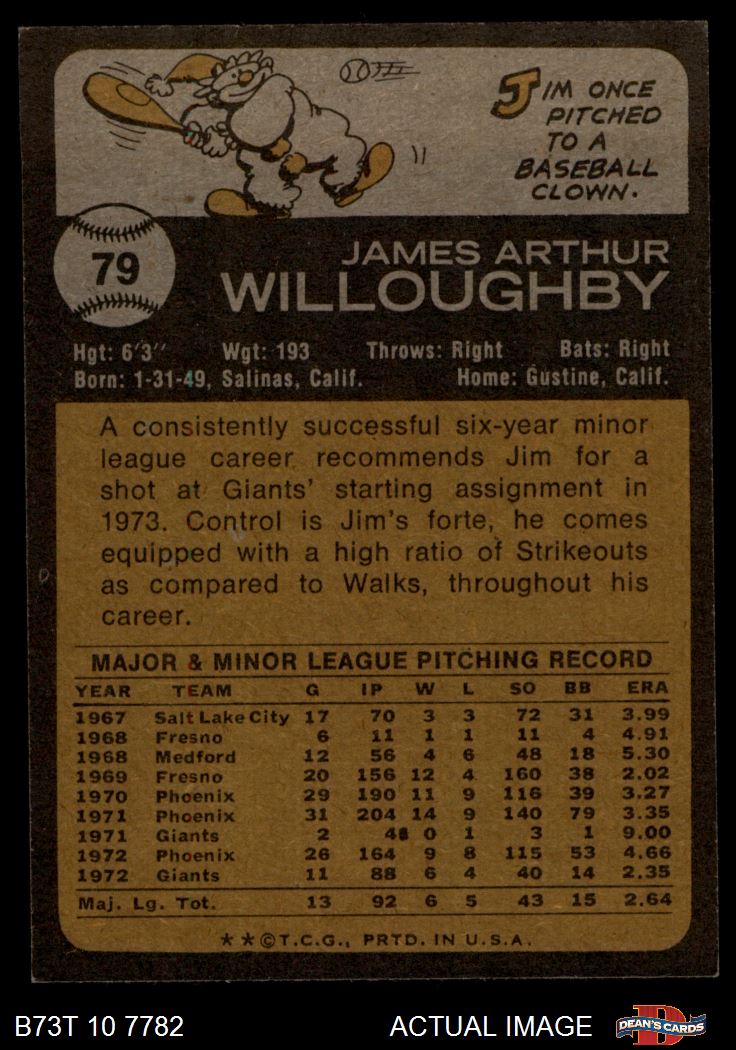 JIM ONCE
PITCHED
TO A
BASEBALL
CLOWN.
79
JAMES ARTHUR
WILLOUGHBY
Hgt: 6'3" Wgt: 193 Throws: Right Bats: Right
Born: 1-31-49, Salinas, Calif. Home: Gustine, Calif.
A consistently successful six-year minor
league career recommends Jim for a
shot at Giants' starting assignment in
1973. Control is Jim's forte, he comes
equipped with a high ratio of Strikeouts
as compared to Walks, throughout his
career.
MAJOR & MINOR LEAGUE PITCHING RECORD
YEAR TEAM G IP W L SO BB ERA
1967 Salt Lake City 17 70 3 3 72 31 3.99
1968 Fresno 6 11 1 1 11 4 4.91
1968 Medford 12 56 4 6 48 18 5.30
1969 Fresno 20 156 12 4 160 38 2.02
1970 Phoenix 29 190 11 9 116 39 3.27
1971 Phoenix 31 204 14 9 140 79 3.35
1971 Giants 2 4 0 1 3 1 9.00
1972 Phoenix 26 164 9 8 115 53 4.66
1972 Giants 11 88 6 4 40 14 2.35
Maj. Lg. Tot. 13 92 6 5 43 15 2.64
★★©T.C.G., PRTD. IN U.S.A.
B73T 10 7782 ACTUAL IMAGE D DEAN'S CARDS